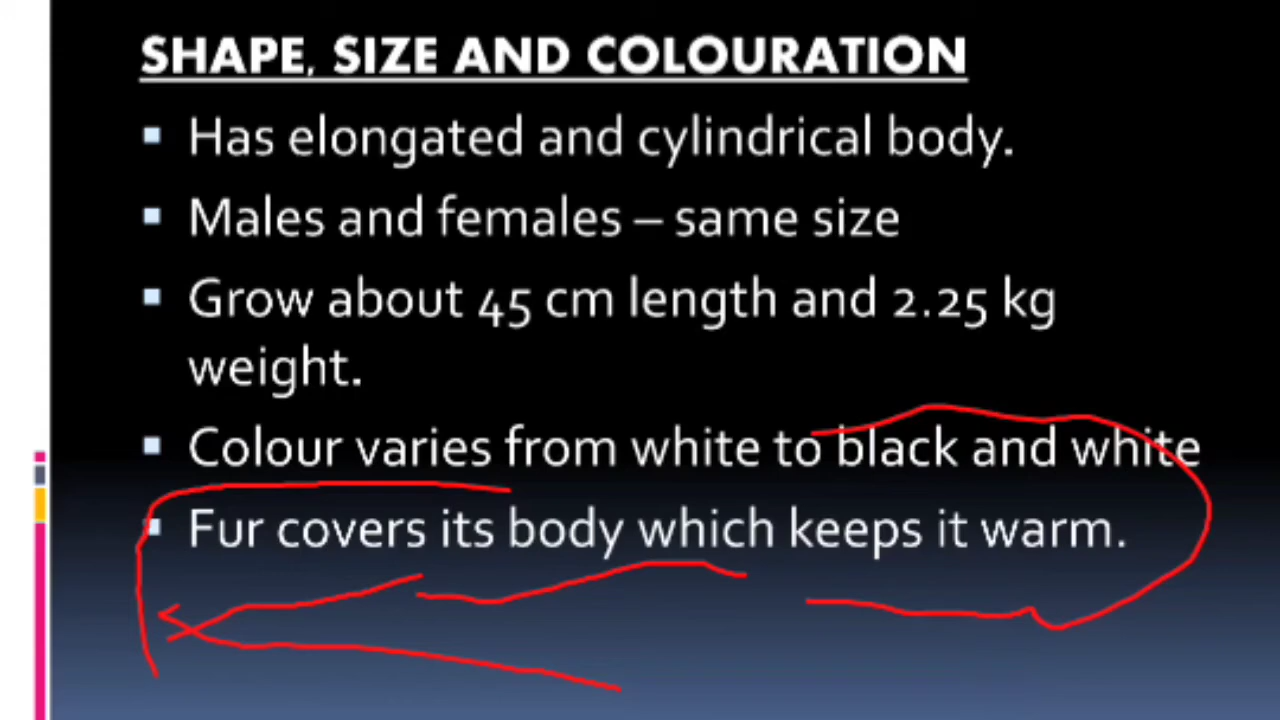 SHAPE, SIZE AND COLOURATION
▪ Has elongated and cylindrical body.
▪ Males and females – same size
▪ Grow about 45 cm length and 2.25 kg
weight.
▪ Colour varies from white to black and white
▪ Fur covers its body which keeps it warm.